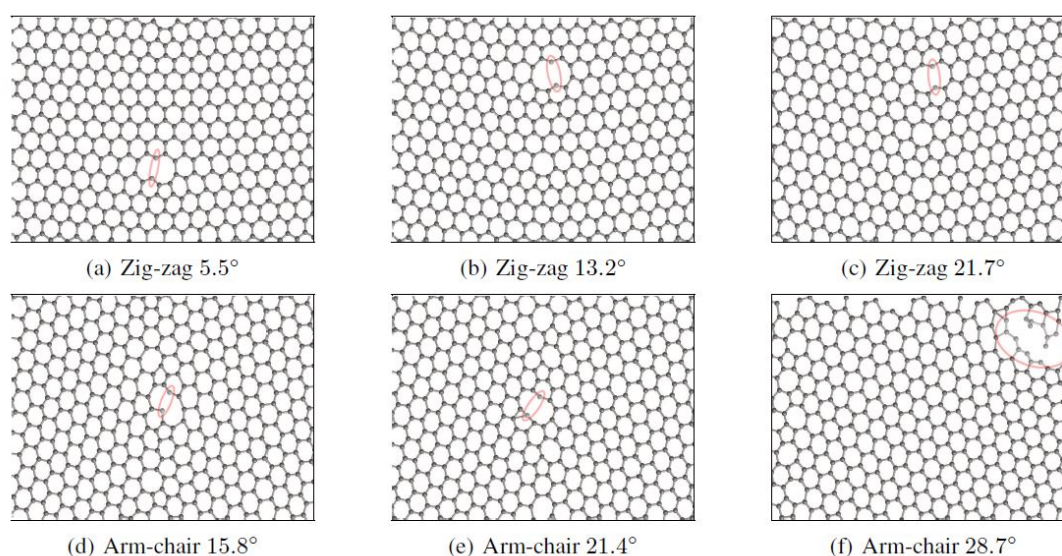 (a) Zig-zag 5.5°
(b) Zig-zag 13.2°
(c) Zig-zag 21.7°
(d) Arm-chair 15.8°
(e) Arm-chair 21.4°
(f) Arm-chair 28.7°